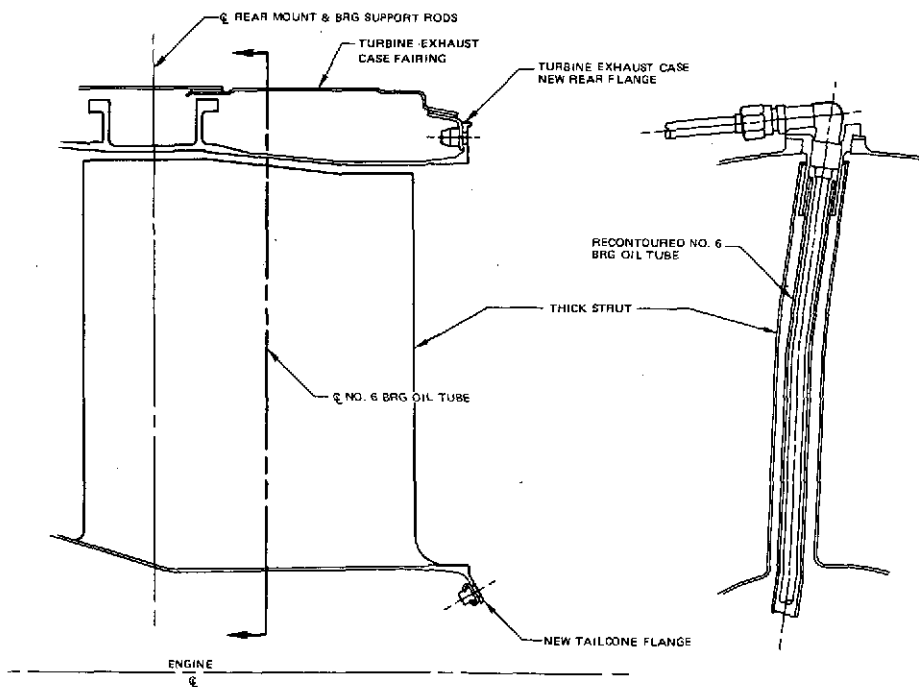 ℄ REAR MOUNT & BRG SUPPORT RODS
TURBINE EXHAUST
CASE FAIRING
TURBINE EXHAUST CASE
NEW REAR FLANGE
RECONTOURED NO. 6
BRG OIL TUBE
THICK STRUT
℄ NO. 6 BRG OIL TUBE
NEW TAILCONE FLANGE
ENGINE
℄